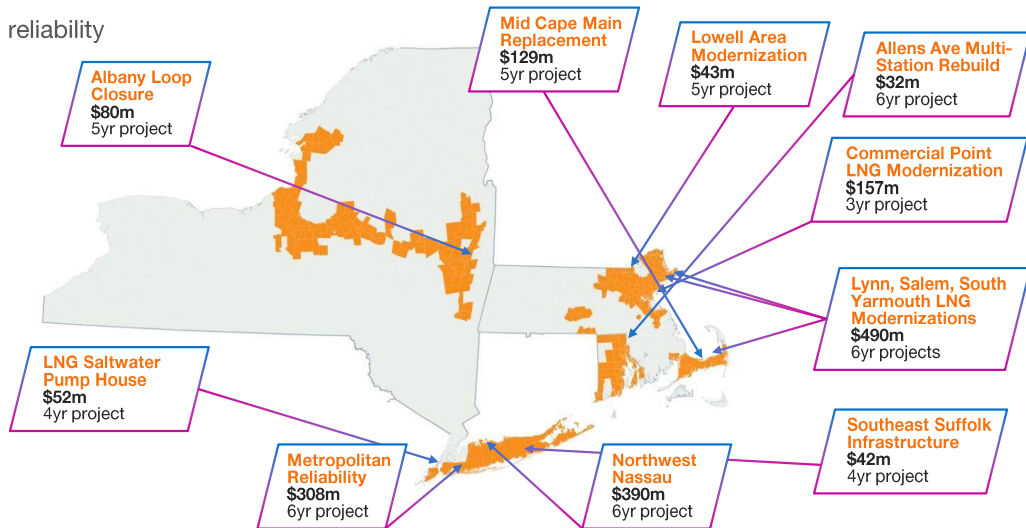 reliability
Albany Loop
Closure
$80m
5yr project
Mid Cape Main
Replacement
$129m
5yr project
Lowell Area
Modernization
$43m
5yr project
Allens Ave Multi-
Station Rebuild
$32m
6yr project
Commercial Point
LNG Modernization
$157m
3yr project
Lynn, Salem, South
Yarmouth LNG
Modernizations
$490m
6yr projects
LNG Saltwater
Pump House
$52m
4yr project
Metropolitan
Reliability
$308m
6yr project
Northwest
Nassau
$390m
6yr project
Southeast Suffolk
Infrastructure
$42m
4yr project